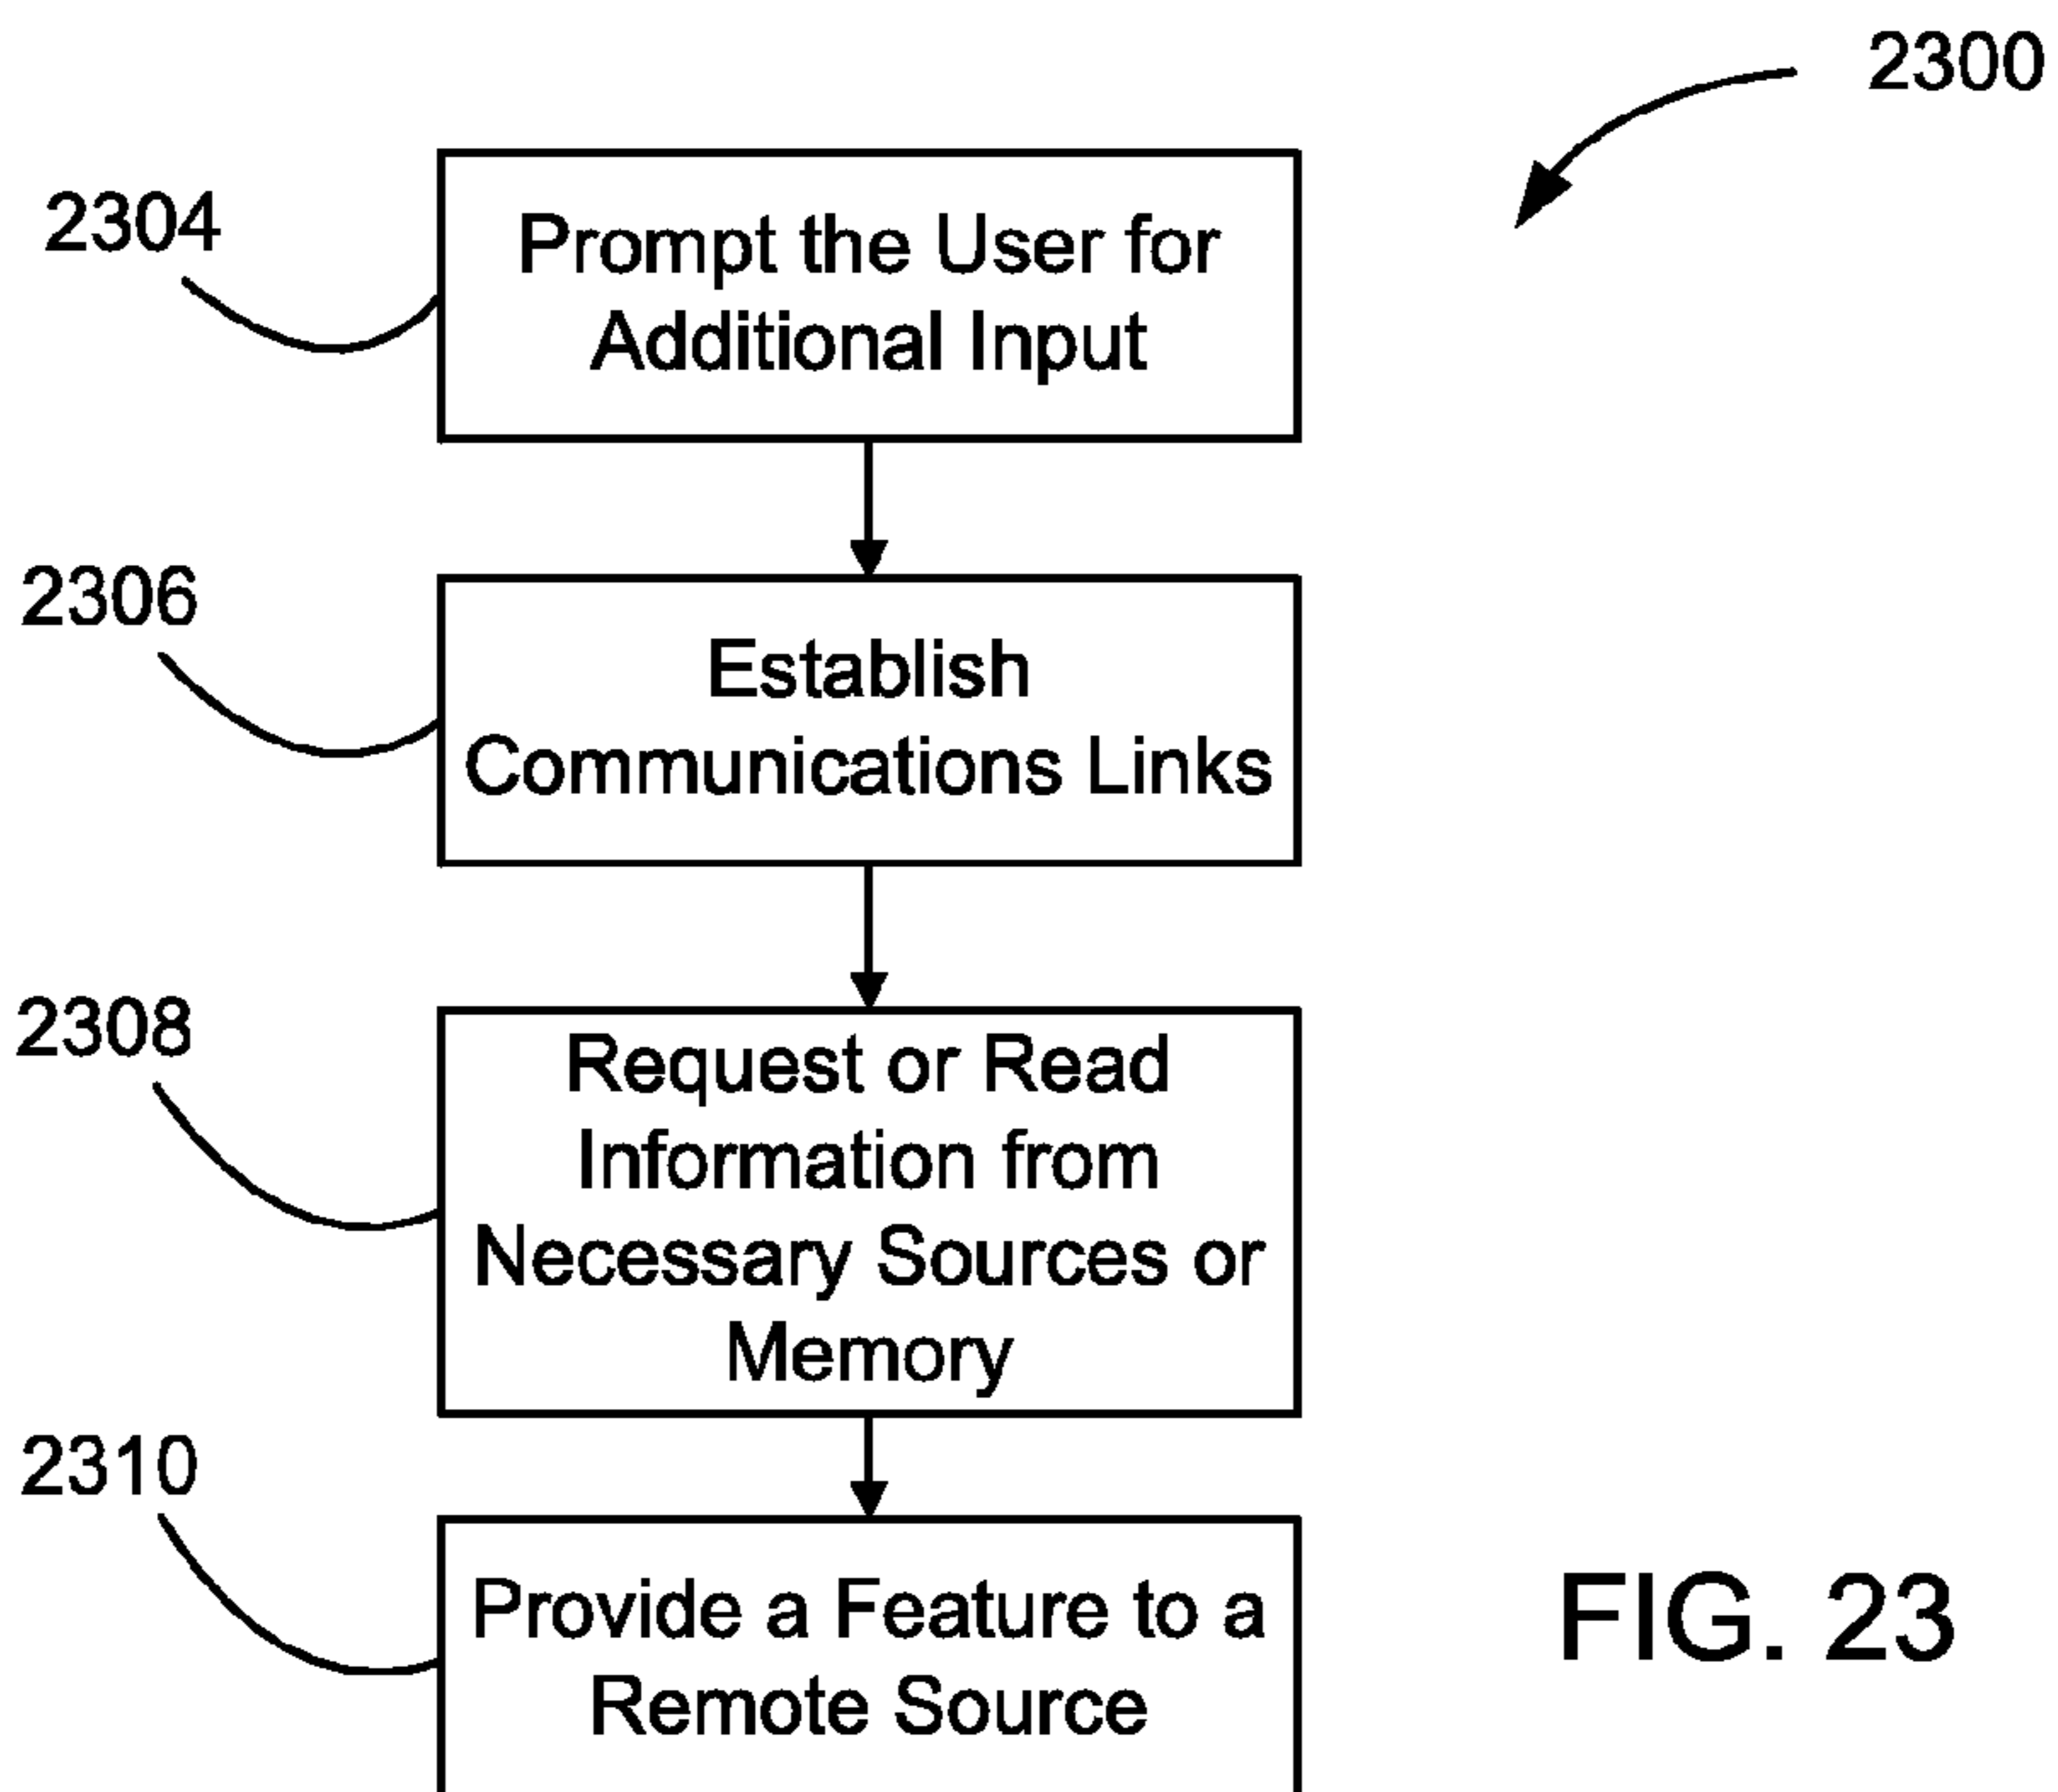 2300
2304
Prompt the User for
Additional Input
2306
Establish
Communications Links
2308
Request or Read
Information from
Necessary Sources or
Memory
2310
Provide a Feature to a
Remote Source
FIG. 23